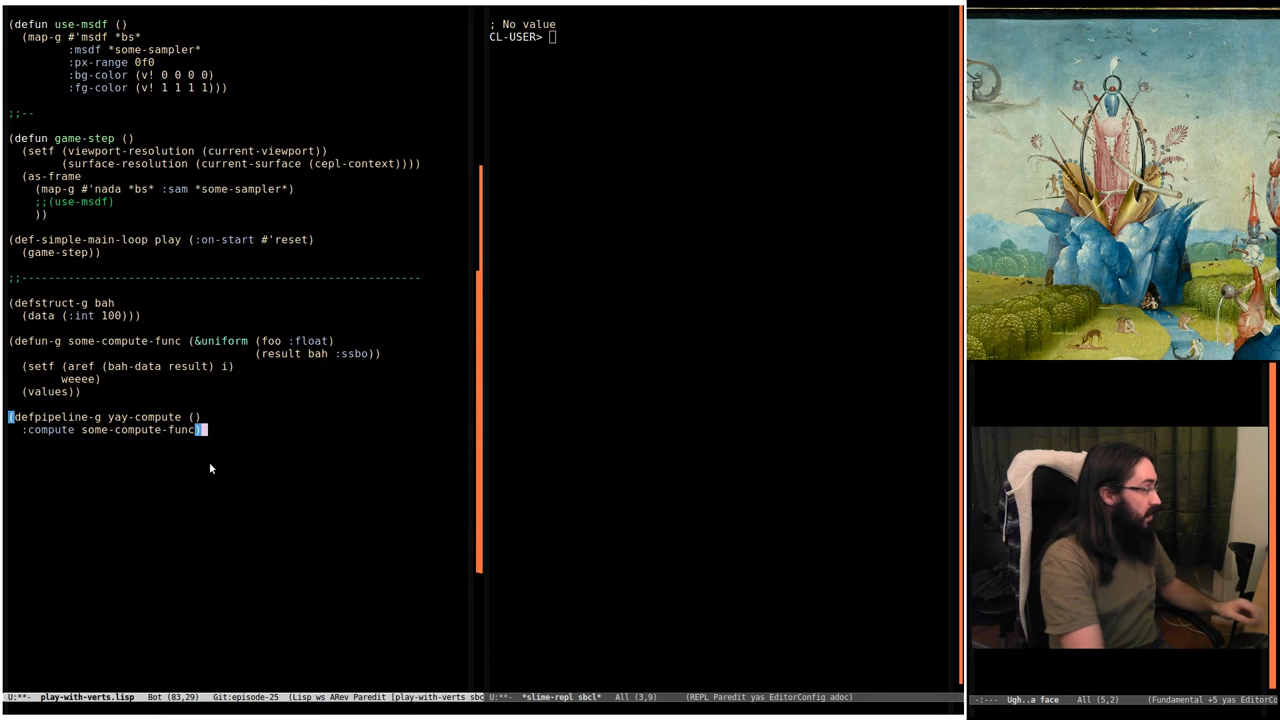 (defun use-msdf ()
  (map-g #'msdf *bs*
         :msdf *some-sampler*
         :px-range 0f0
         :bg-color (v! 0 0 0 0)
         :fg-color (v! 1 1 1 1)))
;;--
(defun game-step ()
  (setf (viewport-resolution (current-viewport))
        (surface-resolution (current-surface (cepl-context))))
  (as-frame
    (map-g #'nada *bs* :sam *some-sampler*)
    ;;(use-msdf)
    ))
(def-simple-main-loop play (:on-start #'reset)
  (game-step))
;;------------------------------------------------------------
(defstruct-g bah
  (data (:int 100)))
(defun-g some-compute-func (&uniform (foo :float)
                                     (result bah :ssbo))
  (setf (aref (bah-data result) i)
        weeee)
  (values))
(defpipeline-g yay-compute ()
  :compute some-compute-func)
U:**-  play-with-verts.lisp   Bot (83,29)   Git:episode-25  (Lisp ws ARev Paredit [play-with-verts sbc
; No value
CL-USER>
U:**-  *slime-repl sbcl*   All (3,9)      (REPL Paredit yas EditorConfig adoc)
-:---  Ugh..a face    All (5,2)      (Fundamental +5 yas EditorCo